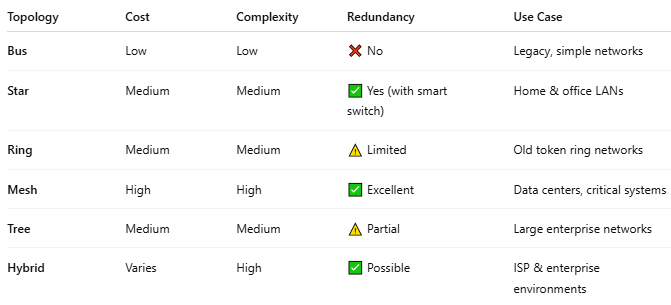 Topology Cost Complexity Redundancy Use Case
Bus Low Low ❌ No Legacy, simple networks
Star Medium Medium ✅ Yes (with smart switch) Home & office LANs
Ring Medium Medium ⚠ Limited Old token ring networks
Mesh High High ✅ Excellent Data centers, critical systems
Tree Medium Medium ⚠ Partial Large enterprise networks
Hybrid Varies High ✅ Possible ISP & enterprise environments